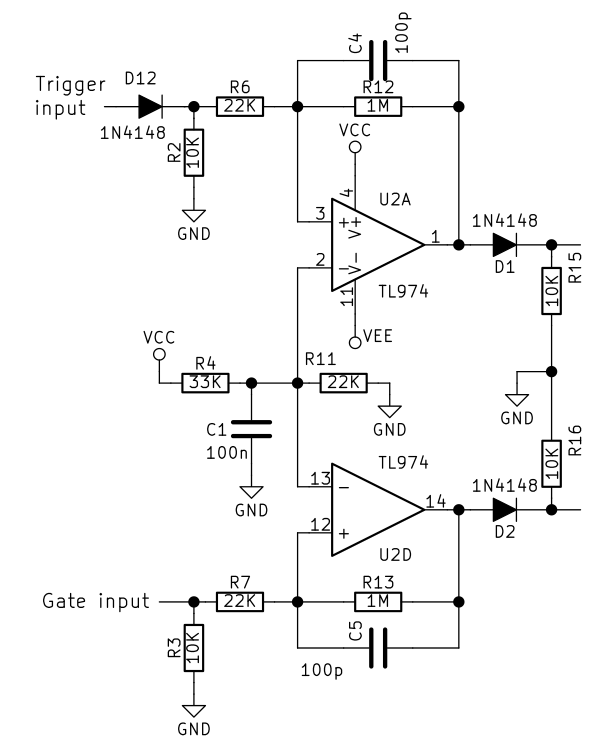 C4
100p
Trigger
input
D12
1N4148
R6
22K
R12
1M
R2
10K
GND
VCC
4
U2A
3
+
V+
1
2
−
V-
11
TL974
VEE
1N4148
D1
R15
10K
VCC
R4
33K
R11
22K
GND
C1
100n
GND
GND
R16
10K
TL974
13
−
14
12
+
U2D
1N4148
D2
Gate input
R7
22K
R13
1M
R3
10K
C5
100p
GND